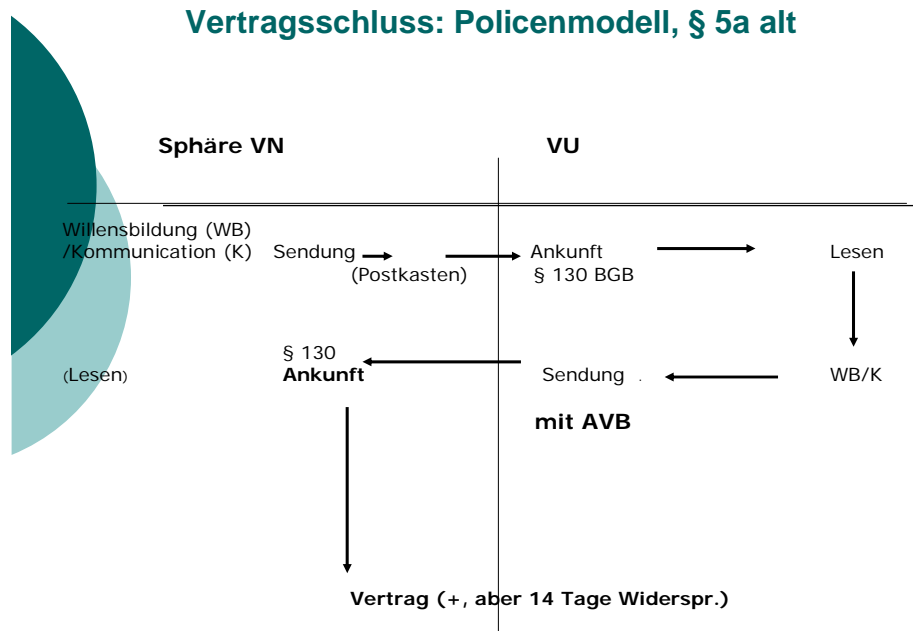 Vertragsschluss: Policenmodell, § 5a alt
Sphäre VN VU
Willensbildung (WB)
/Kommunication (K) Sendung Ankunft Lesen
(Postkasten) § 130 BGB
§ 130
(Lesen) Ankunft Sendung . WB/K
mit AVB
Vertrag (+, aber 14 Tage Widerspr.)